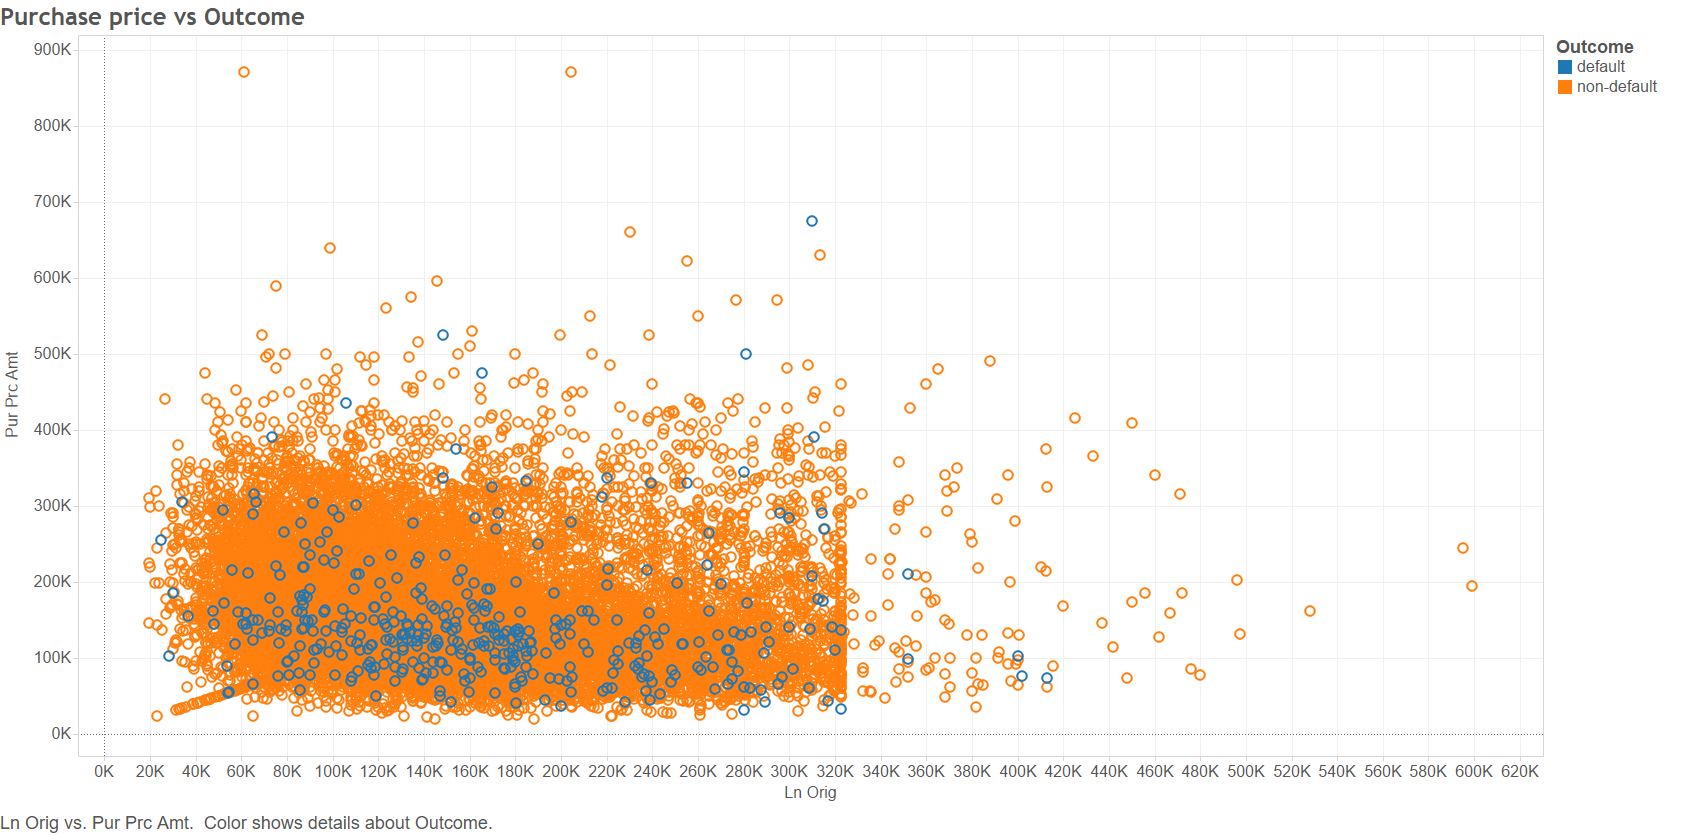 Purchase price vs Outcome
Outcome
default
non-default
900K
800K
700K
600K
500K
400K
300K
200K
100K
0K
Pur Prc Amt
0K 20K 40K 60K 80K 100K 120K 140K 160K 180K 200K 220K 240K 260K 280K 300K 320K 340K 360K 380K 400K 420K 440K 460K 480K 500K 520K 540K 560K 580K 600K 620K
Ln Orig
Ln Orig vs. Pur Prc Amt.  Color shows details about Outcome.